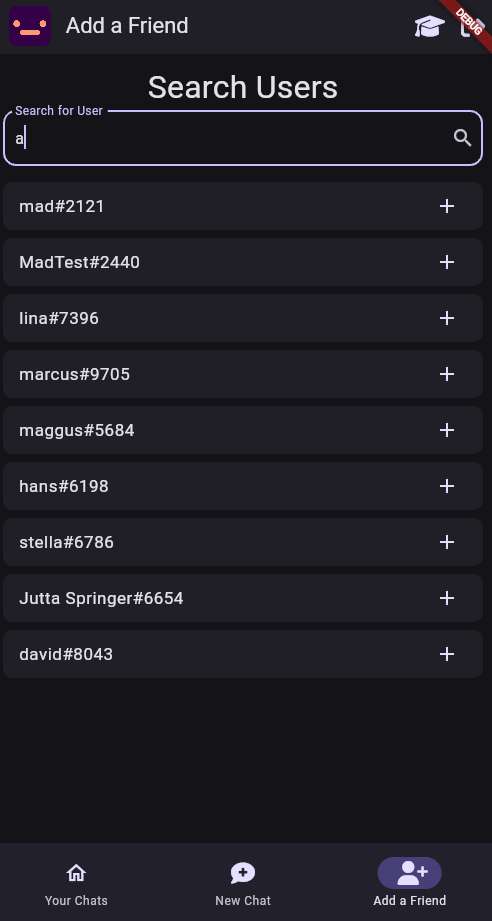 Add a Friend
DEBUG
Search Users
Search for User
a
mad#2121
MadTest#2440
lina#7396
marcus#9705
maggus#5684
hans#6198
stella#6786
Jutta Springer#6654
david#8043
Your Chats
New Chat
Add a Friend